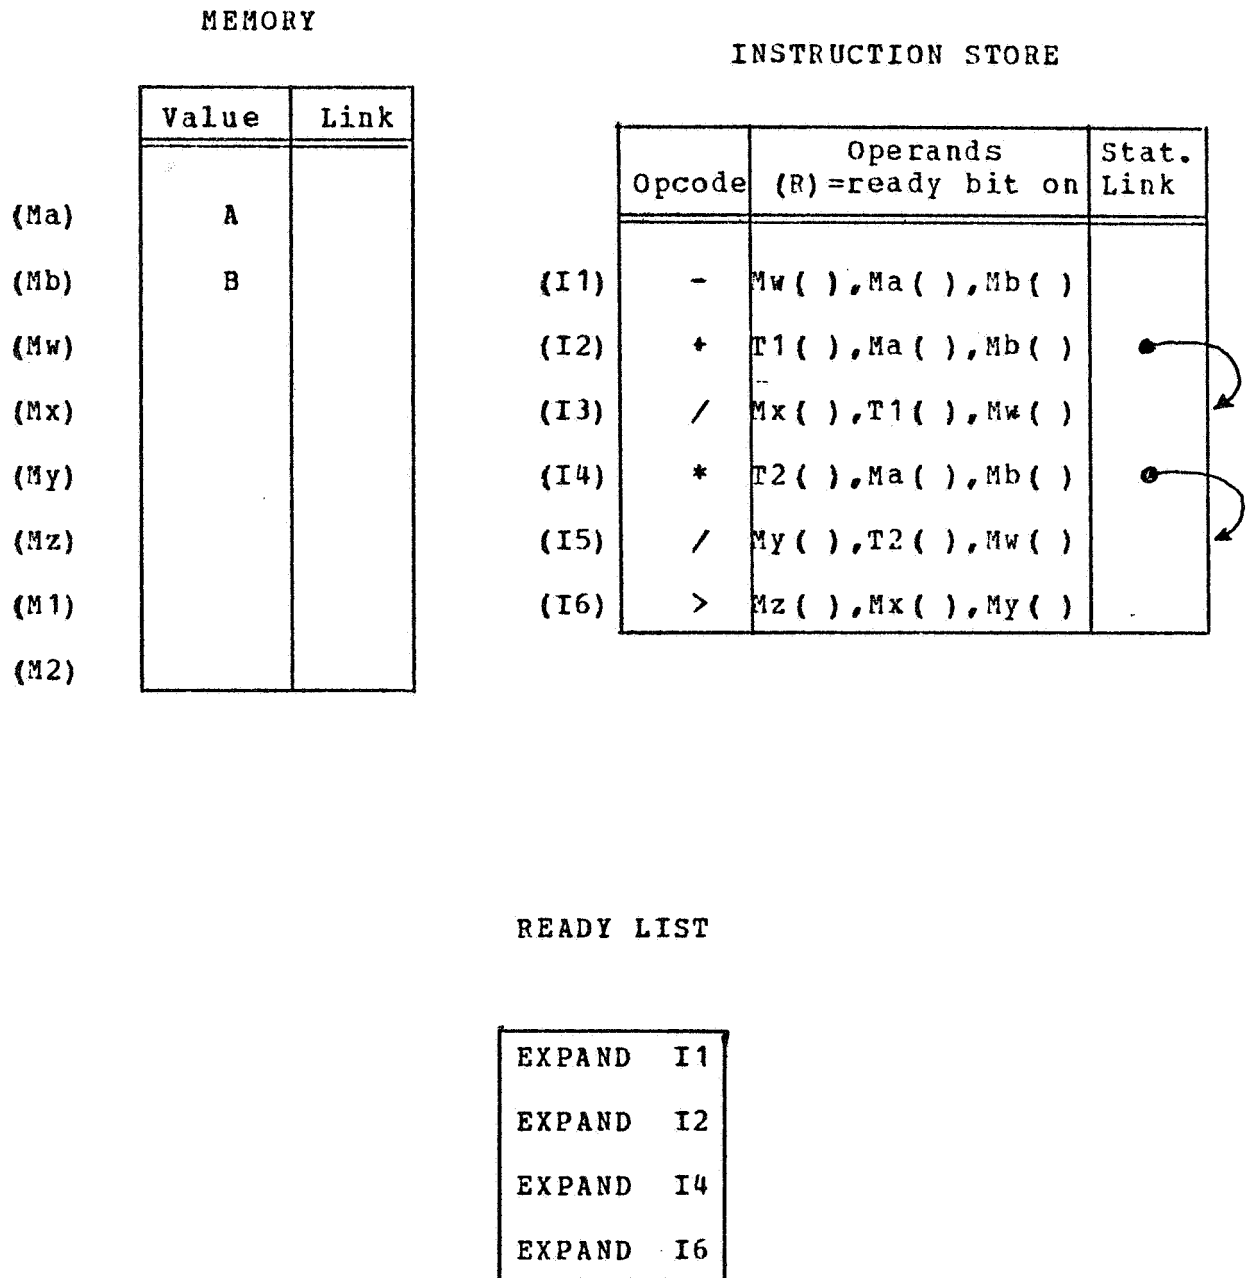 MEMORY
INSTRUCTION STORE
Value Link
(Ma) A
(Mb) B
(Mw)
(Mx)
(My)
(Mz)
(M1)
(M2)
Opcode Operands (R)=ready bit on Stat. Link
(I1) - Mw( ),Ma( ),Mb( )
(I2) + T1( ),Ma( ),Mb( )
(I3) / Mx( ),T1( ),Mw( )
(I4) * T2( ),Ma( ),Mb( )
(I5) / My( ),T2( ),Mw( )
(I6) > Mz( ),Mx( ),My( )
READY LIST
EXPAND I1
EXPAND I2
EXPAND I4
EXPAND I6